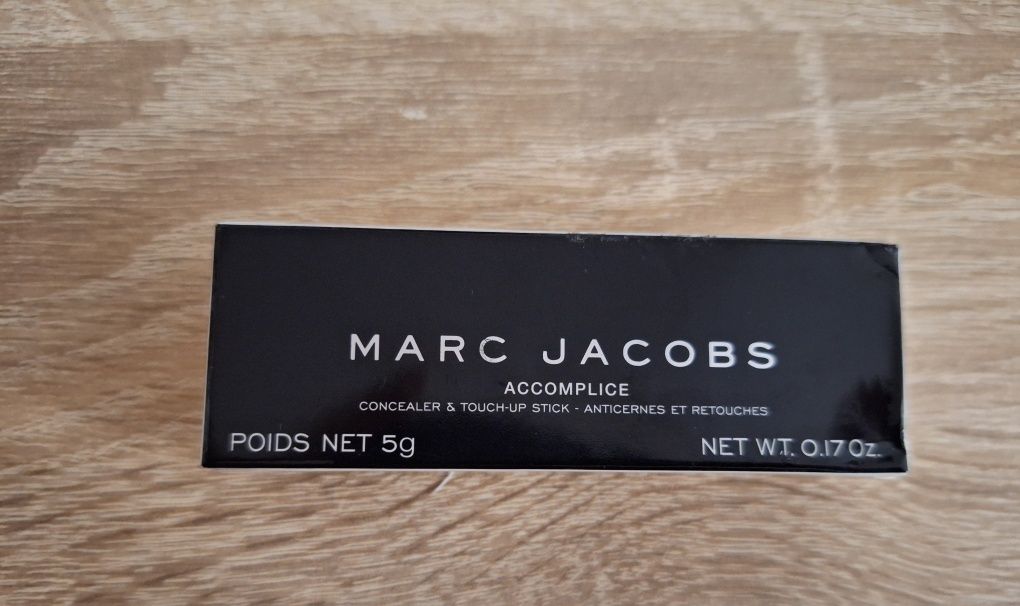 MARC JACOBS
ACCOMPLICE
CONCEALER & TOUCH-UP STICK - ANTICERNES ET RETOUCHES
POIDS NET 5g NET WT. 0.17 Oz.